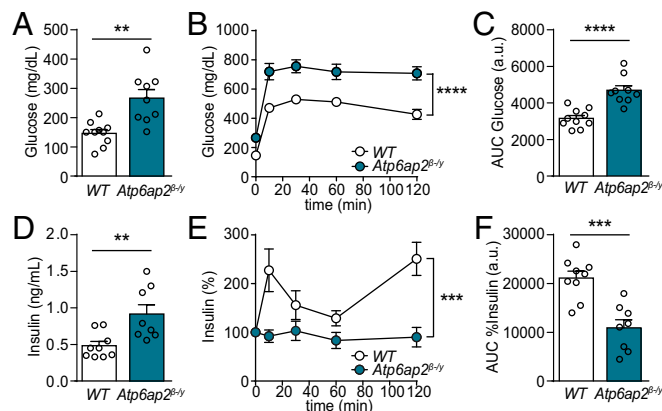 A
**
Glucose (mg/dL)
500
400
300
200
100
0
WT Atp6ap2β-/y
B
Glucose (mg/dL)
1000
800
600
400
200
0
****
WT
Atp6ap2β-/y
0 20 40 60 80 100 120
time (min)
C
****
AUC Glucose (a.u.)
8000
6000
4000
2000
0
WT Atp6ap2β-/y
D
**
Insulin (ng/mL)
2.0
1.5
1.0
0.5
0.0
WT Atp6ap2β-/y
E
Insulin (%)
300
200
100
0
***
WT
Atp6ap2β-/y
0 20 40 60 80 100 120
time (min)
F
***
AUC %Insulin (a.u.)
30000
20000
10000
0
WT Atp6ap2β-/y